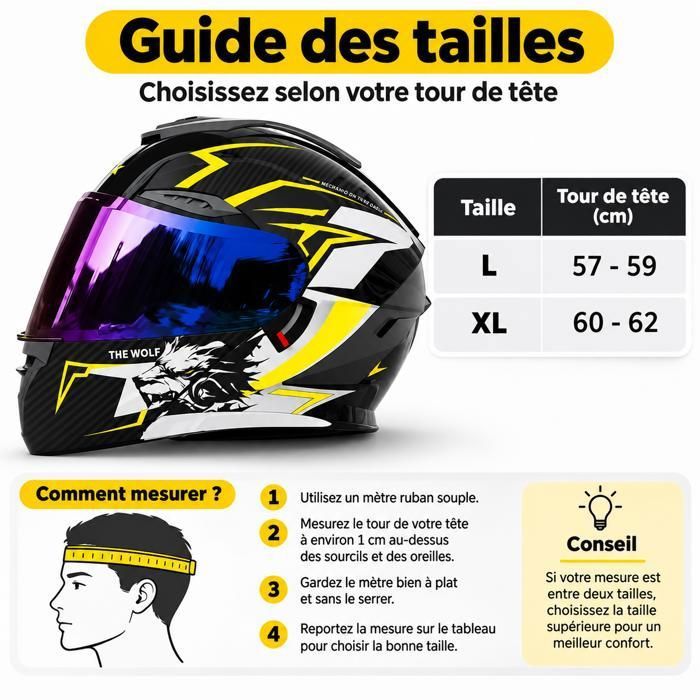 Guide des tailles
Choisissez selon votre tour de tête
Taille
Tour de tête
(cm)
L
57 - 59
XL
60 - 62
THE WOLF
Comment mesurer ?
1 Utilisez un mètre ruban souple.
2 Mesurez le tour de votre tête
à environ 1 cm au-dessus
des sourcils et des oreilles.
3 Gardez le mètre bien à plat
et sans le serrer.
4 Reportez la mesure sur le tableau
pour choisir la bonne taille.
Conseil
Si votre mesure est
entre deux tailles,
choisissez la taille
supérieure pour un
meilleur confort.